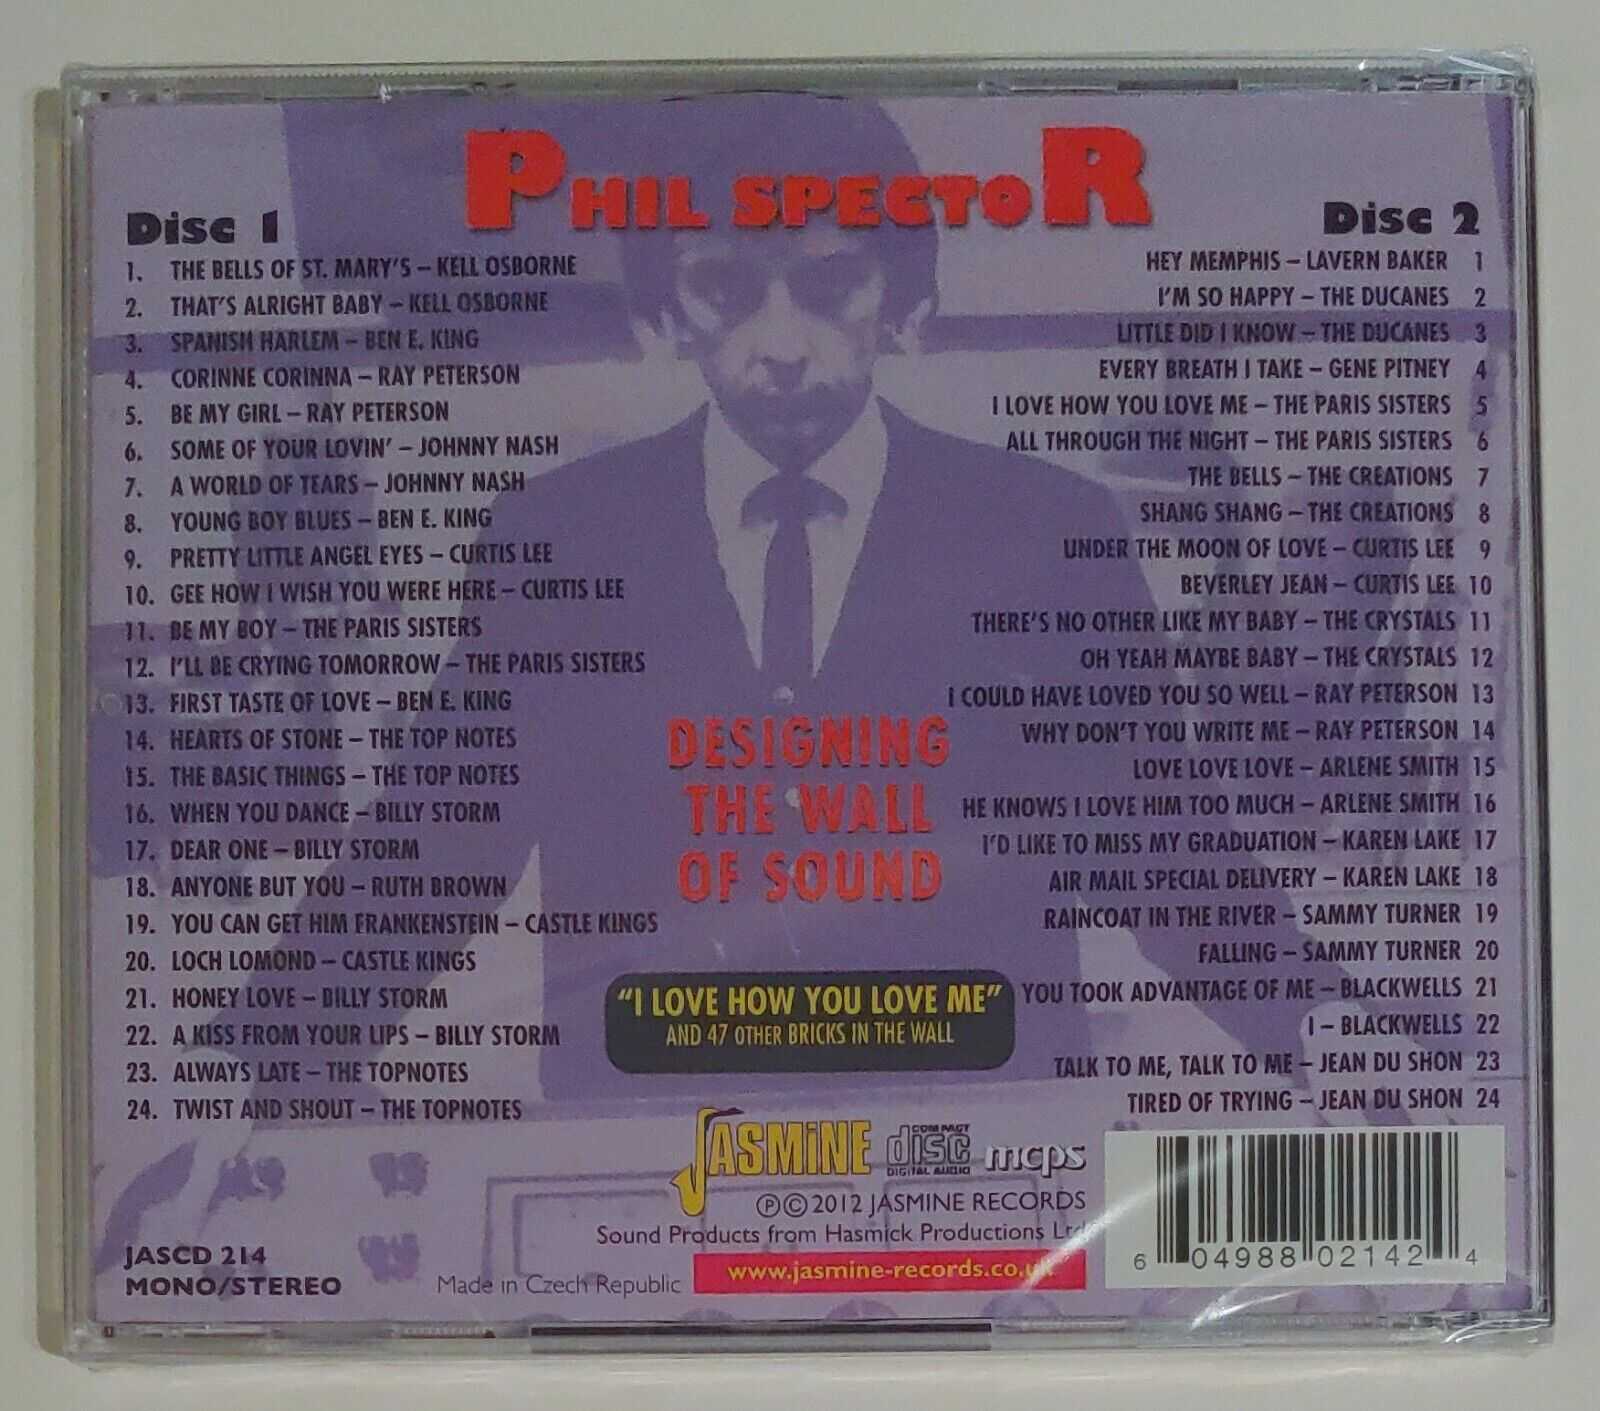 PHIL SPECTOR
Disc 1
1. THE BELLS OF ST. MARY'S – KELL OSBORNE
2. THAT'S ALRIGHT BABY – KELL OSBORNE
3. SPANISH HARLEM – BEN E. KING
4. CORINNE CORINNA – RAY PETERSON
5. BE MY GIRL – RAY PETERSON
6. SOME OF YOUR LOVIN' – JOHNNY NASH
7. A WORLD OF TEARS – JOHNNY NASH
8. YOUNG BOY BLUES – BEN E. KING
9. PRETTY LITTLE ANGEL EYES – CURTIS LEE
10. GEE HOW I WISH YOU WERE HERE – CURTIS LEE
11. BE MY BOY – THE PARIS SISTERS
12. I'LL BE CRYING TOMORROW – THE PARIS SISTERS
13. FIRST TASTE OF LOVE – BEN E. KING
14. HEARTS OF STONE – THE TOP NOTES
15. THE BASIC THINGS – THE TOP NOTES
16. WHEN YOU DANCE – BILLY STORM
17. DEAR ONE – BILLY STORM
18. ANYONE BUT YOU – RUTH BROWN
19. YOU CAN GET HIM FRANKENSTEIN – CASTLE KINGS
20. LOCH LOMOND – CASTLE KINGS
21. HONEY LOVE – BILLY STORM
22. A KISS FROM YOUR LIPS – BILLY STORM
23. ALWAYS LATE – THE TOPNOTES
24. TWIST AND SHOUT – THE TOPNOTES
Disc 2
HEY MEMPHIS – LAVERN BAKER 1
I'M SO HAPPY – THE DUCANES 2
LITTLE DID I KNOW – THE DUCANES 3
EVERY BREATH I TAKE – GENE PITNEY 4
I LOVE HOW YOU LOVE ME – THE PARIS SISTERS 5
ALL THROUGH THE NIGHT – THE PARIS SISTERS 6
THE BELLS – THE CREATIONS 7
SHANG SHANG – THE CREATIONS 8
UNDER THE MOON OF LOVE – CURTIS LEE 9
BEVERLEY JEAN – CURTIS LEE 10
THERE'S NO OTHER LIKE MY BABY – THE CRYSTALS 11
OH YEAH MAYBE BABY – THE CRYSTALS 12
I COULD HAVE LOVED YOU SO WELL – RAY PETERSON 13
WHY DON'T YOU WRITE ME – RAY PETERSON 14
LOVE LOVE LOVE – ARLENE SMITH 15
HE KNOWS I LOVE HIM TOO MUCH – ARLENE SMITH 16
I'D LIKE TO MISS MY GRADUATION – KAREN LAKE 17
AIR MAIL SPECIAL DELIVERY – KAREN LAKE 18
RAINCOAT IN THE RIVER – SAMMY TURNER 19
FALLING – SAMMY TURNER 20
YOU TOOK ADVANTAGE OF ME – BLACKWELLS 21
I – BLACKWELLS 22
TALK TO ME, TALK TO ME – JEAN DU SHON 23
TIRED OF TRYING – JEAN DU SHON 24
DESIGNING
THE WALL
OF SOUND
"I LOVE HOW YOU LOVE ME"
AND 47 OTHER BRICKS IN THE WALL
JASMiNE
COMPACT
disc
DIGITAL AUDIO
mcps
Ⓟ©2012 JASMINE RECORDS
Sound Products from Hasmick Productions Ltd
www.jasmine-records.co.uk
Made in Czech Republic
JASCD 214
MONO/STEREO
6 04988 02142 4